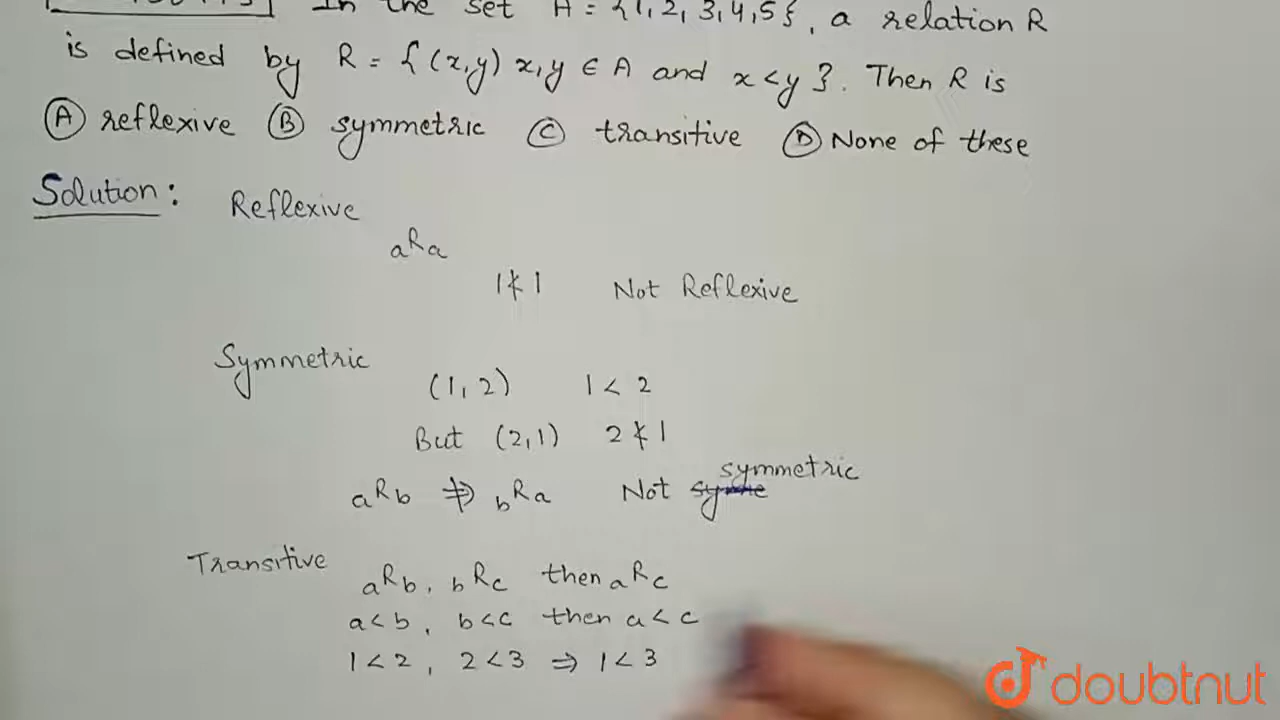 In the set A = {1, 2, 3, 4, 5}, a relation R
is defined by R = { (x,y) x,y ∈ A and x < y }. Then R is
(A) reflexive (B) symmetric (C) transitive (D) None of these
Solution: Reflexive
aRa
1 ≮ 1 Not Reflexive
Symmetric
(1, 2) 1 < 2
But (2,1) 2 ≮ 1
symmetric
aRb ⇏ bRa Not
Transitive
aRb, bRc then aRc
a<b, b<c then a<c
1<2, 2<3 ⇒ 1<3
doubtnut